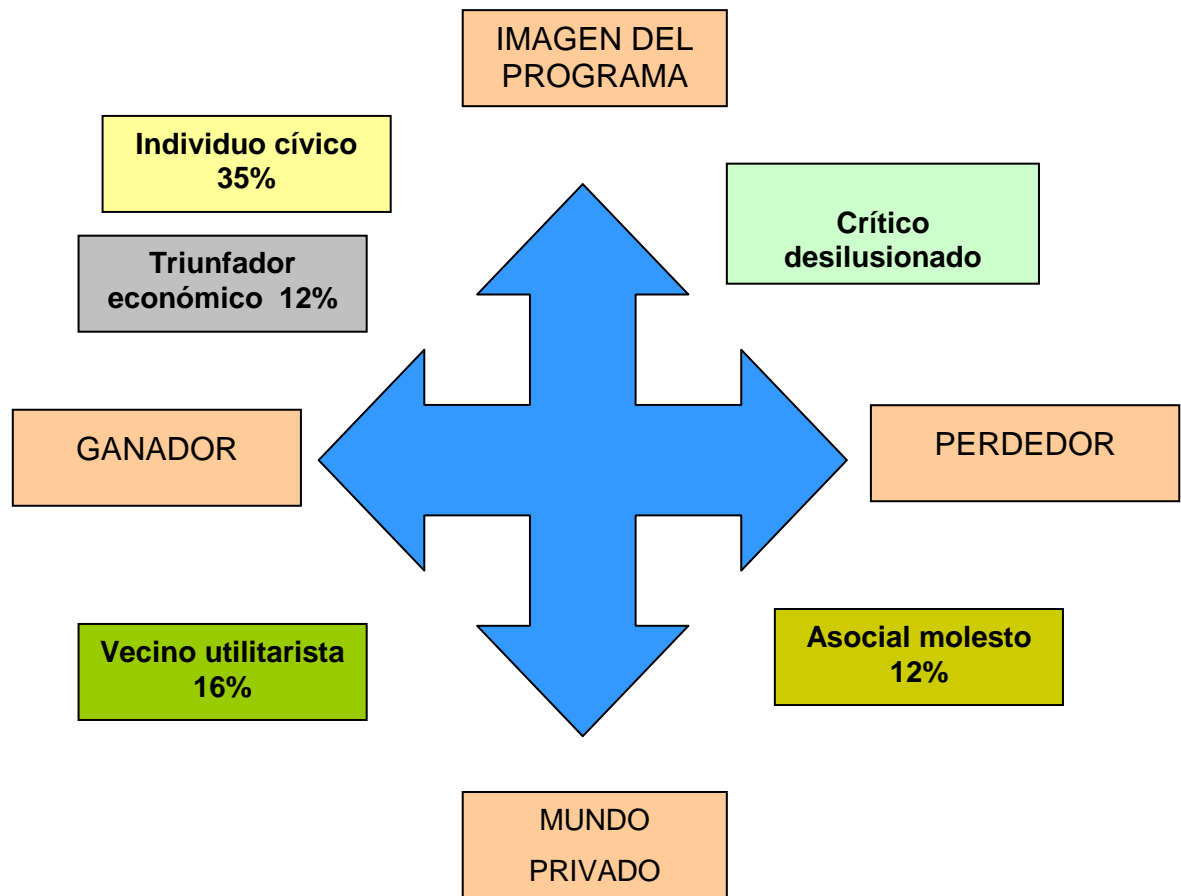 IMAGEN DEL
PROGRAMA
Individuo cívico
35%
Crítico
desilusionado
Triunfador
económico 12%
GANADOR
PERDEDOR
Vecino utilitarista
16%
Asocial molesto
12%
MUNDO
PRIVADO